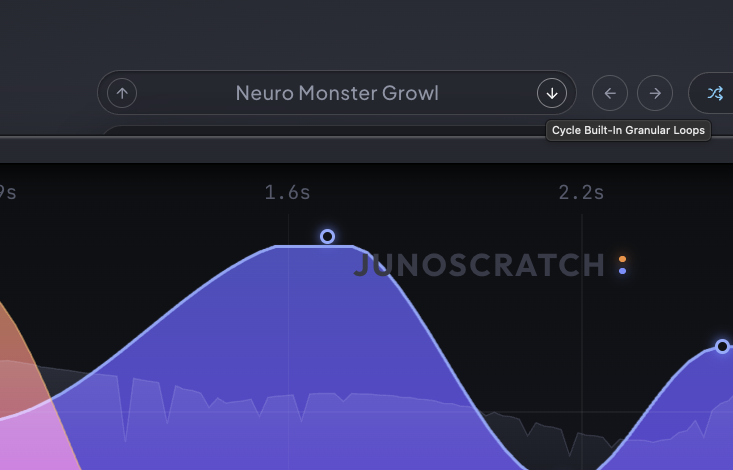 Neuro Monster Growl
Cycle Built-In Granular Loops
9s
1.6s
2.2s
JUNOSCRATCH